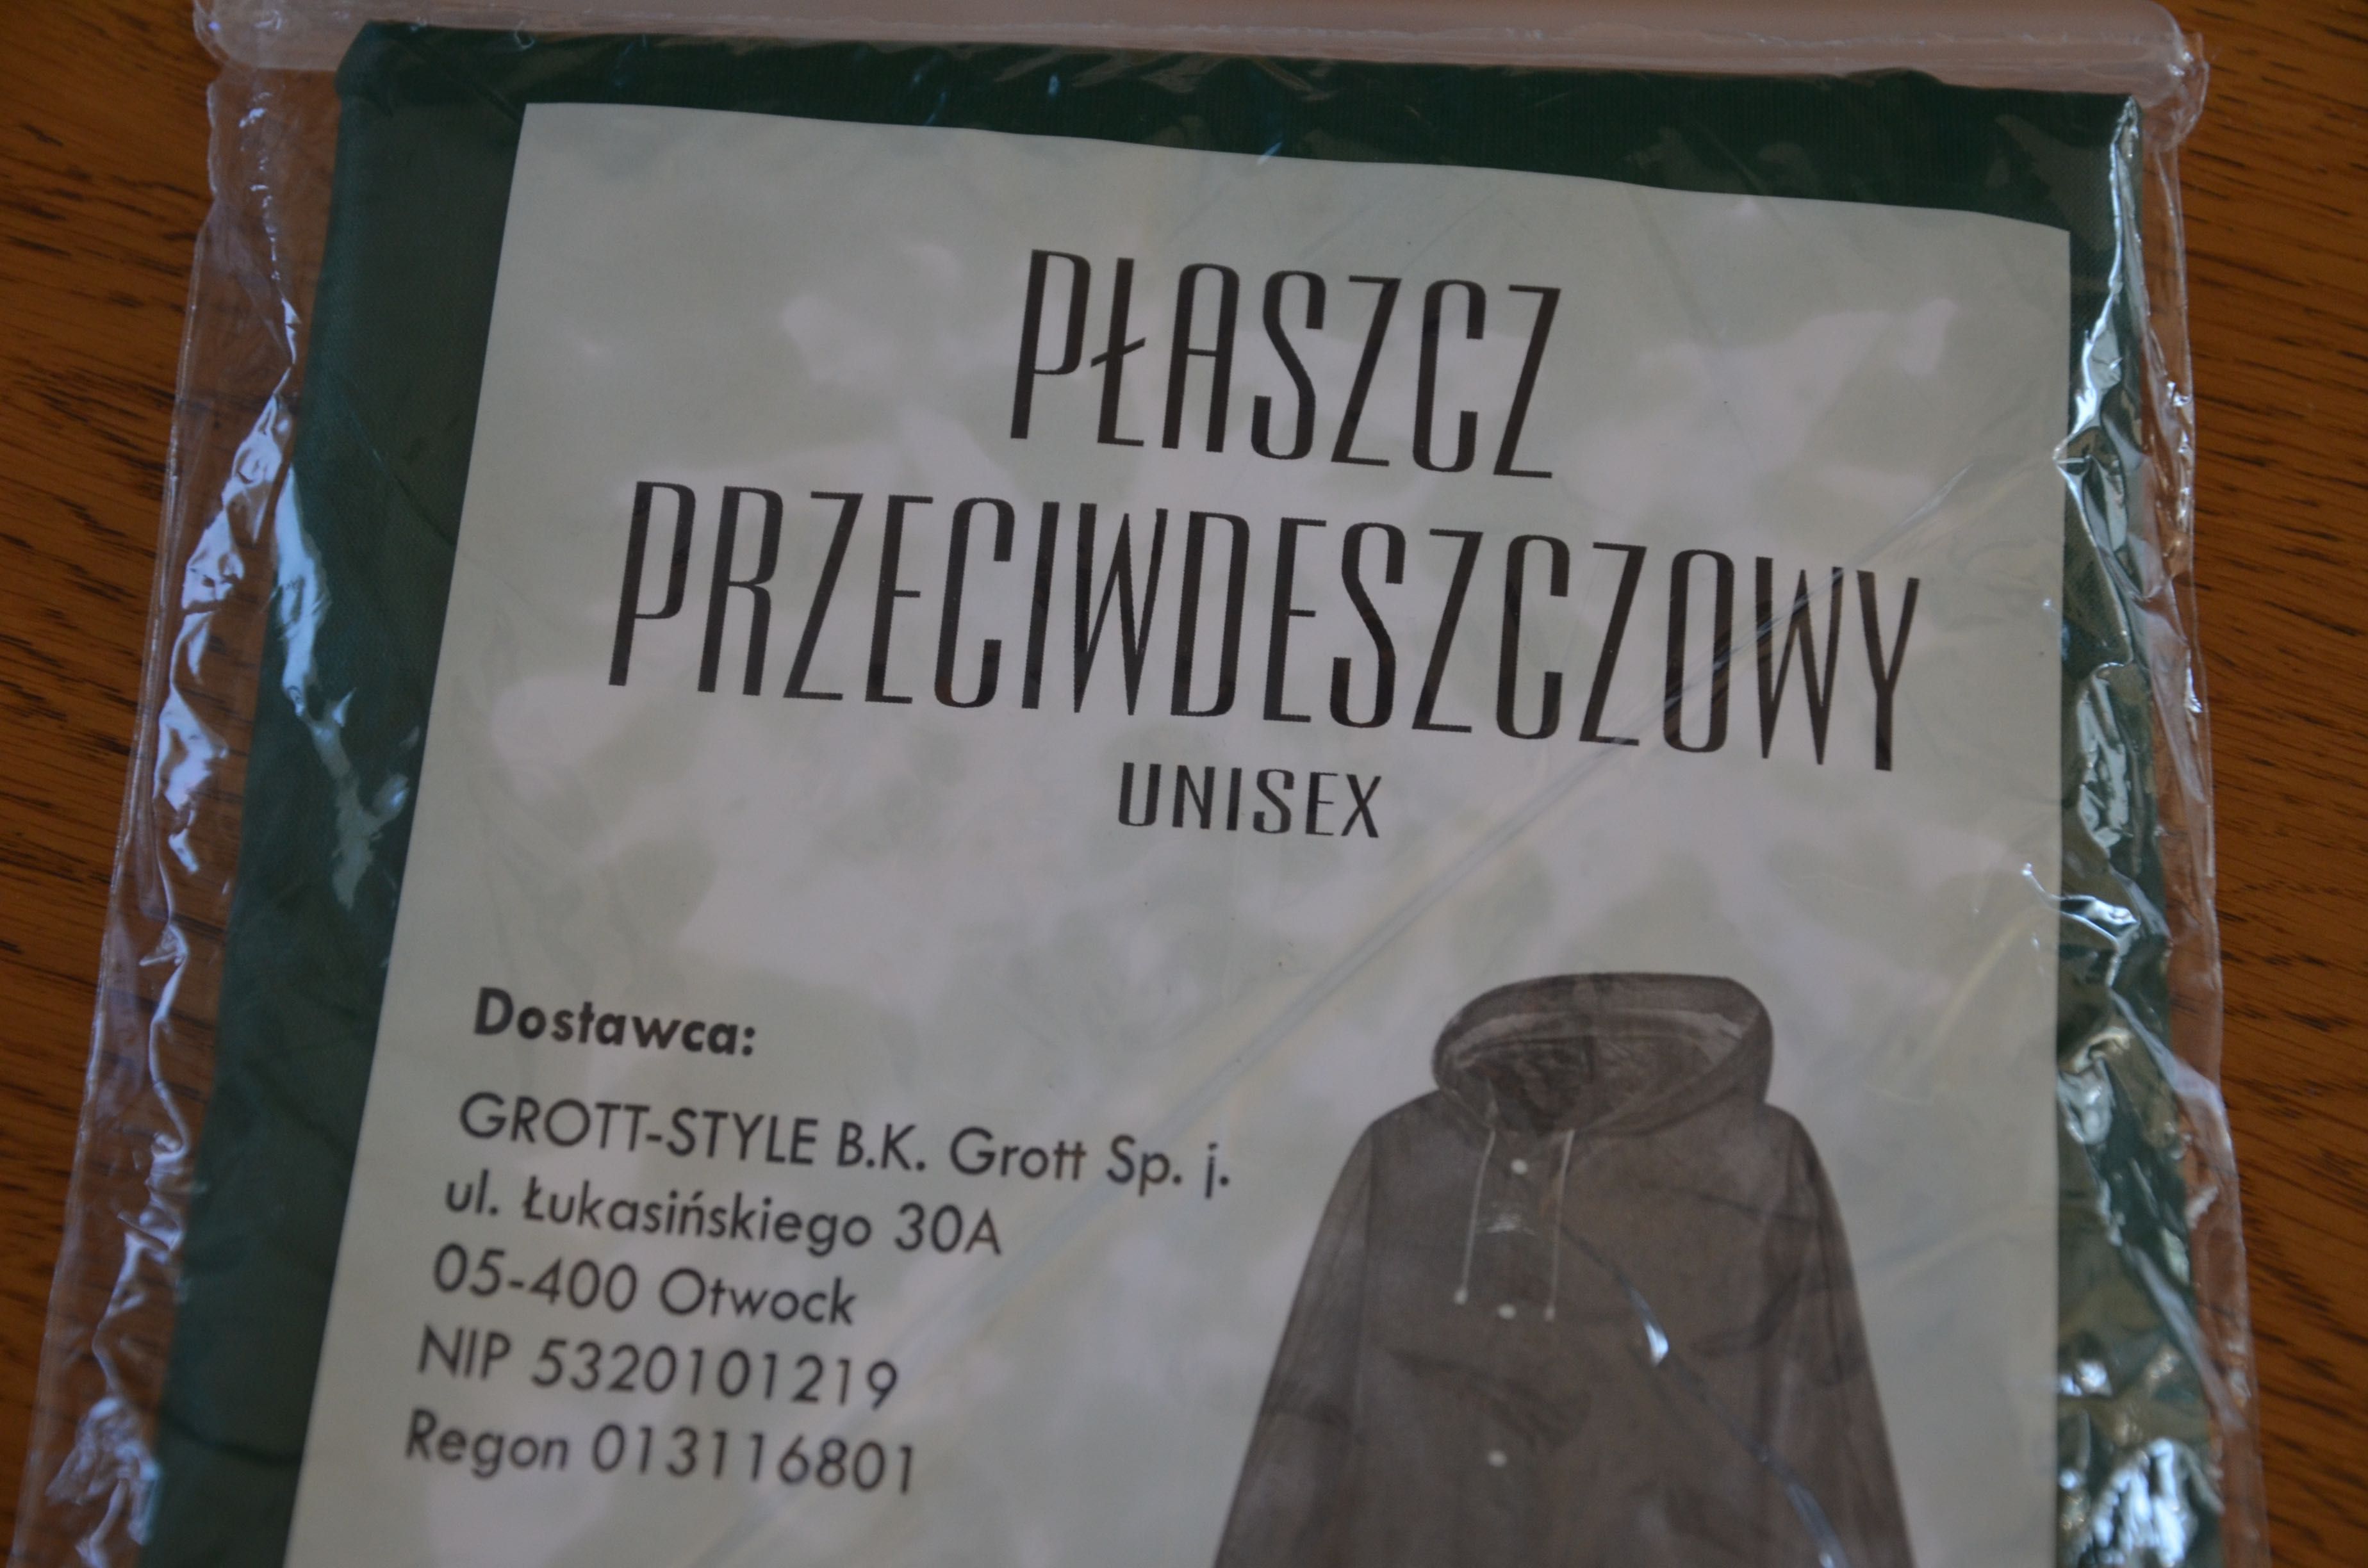 PŁASZCZ
PRZECIWDESZCZOWY
UNISEX
Dostawca:
GROTT-STYLE B.K. Grott Sp. j.
ul. Łukasińskiego 30A
05-400 Otwock
NIP 5320101219
Regon 013116801